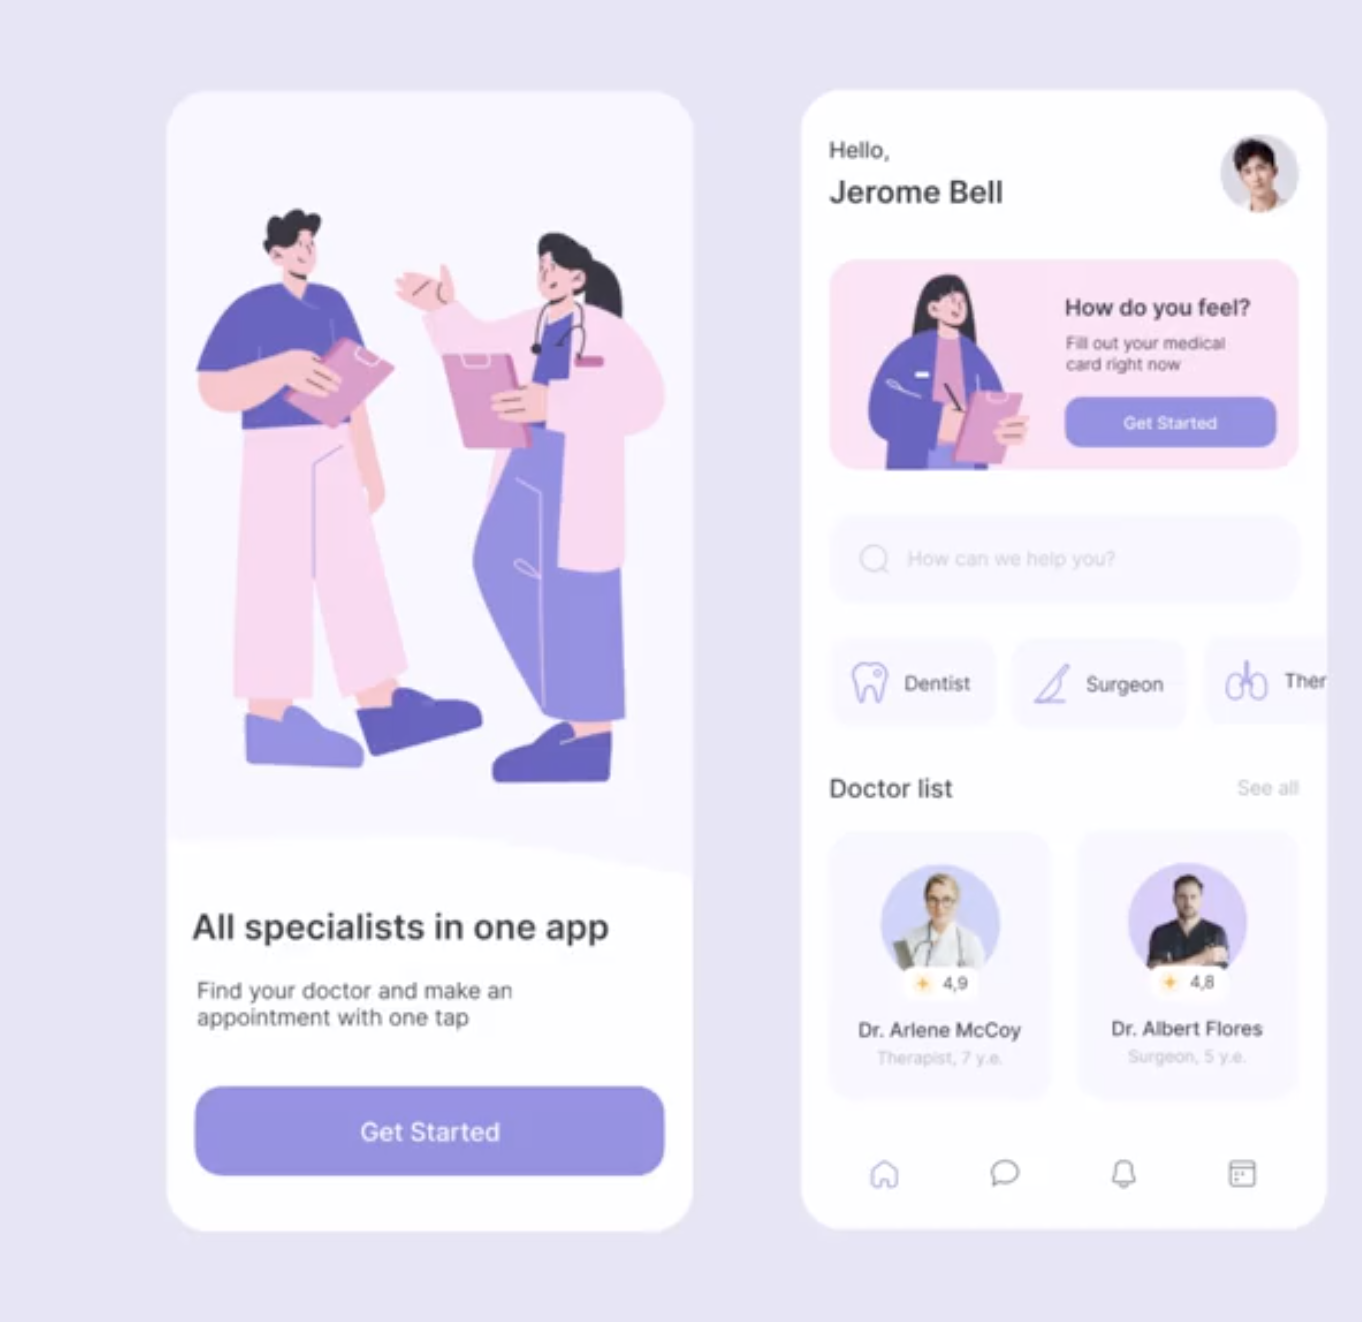 All specialists in one app
Find your doctor and make an
appointment with one tap
Get Started
Hello,
Jerome Bell
How do you feel?
Fill out your medical
card right now
Get Started
How can we help you?
Dentist
Surgeon
Ther
Doctor list
See all
4,9
Dr. Arlene McCoy
Therapist, 7 y.e.
4,8
Dr. Albert Flores
Surgeon, 5 y.e.